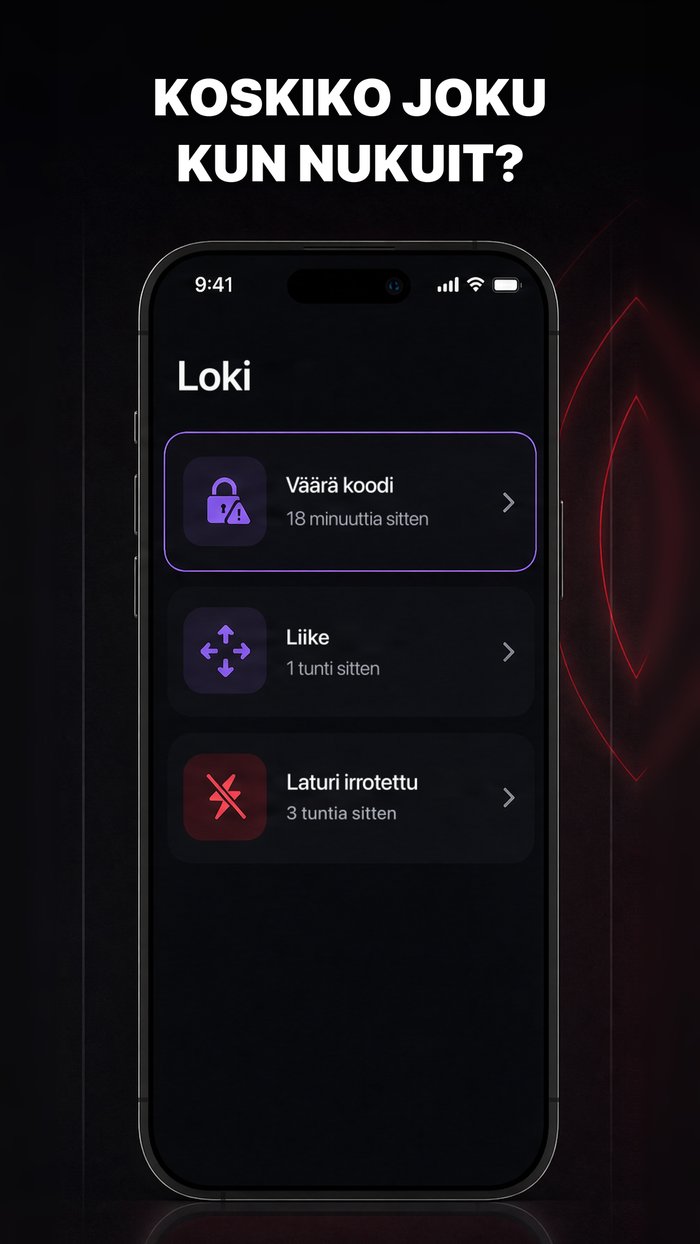 KOSKIKO JOKU
KUN NUKUIT?
9:41
Loki
Väärä koodi
18 minuuttia sitten
Liike
1 tunti sitten
Laturi irrotettu
3 tuntia sitten